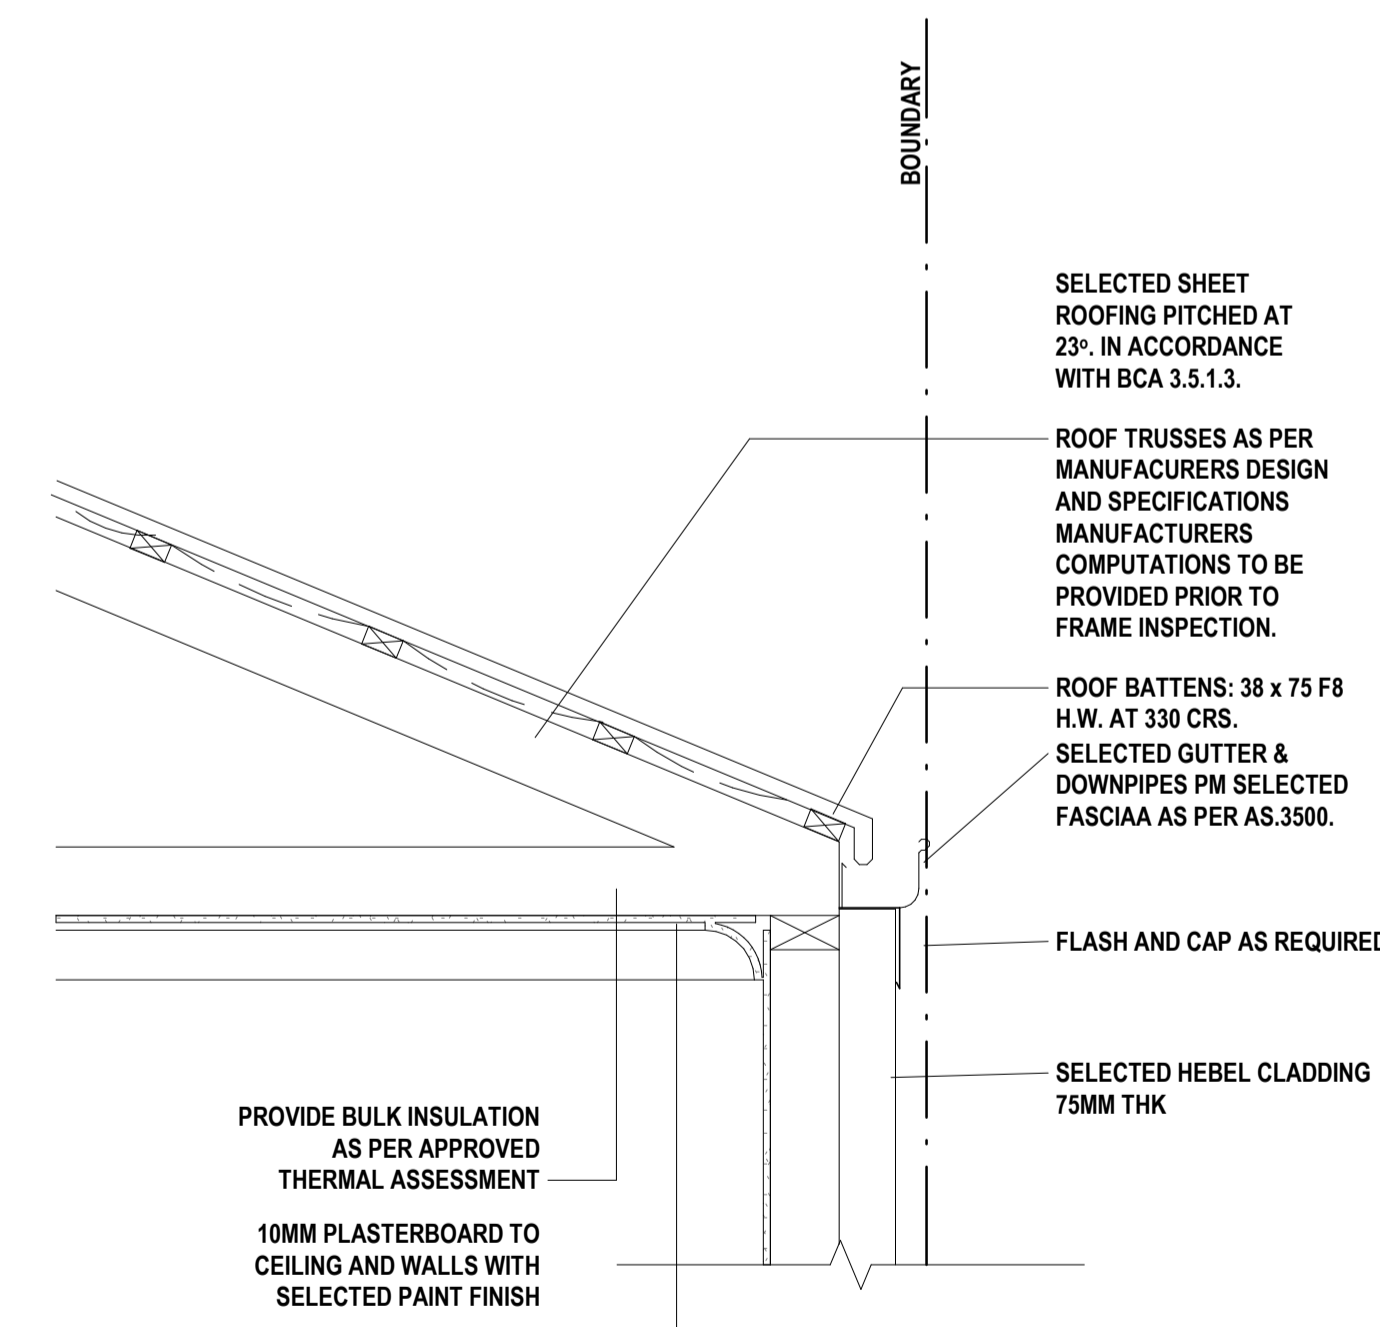 BOUNDARY
SELECTED SHEET
ROOFING PITCHED AT
23º. IN ACCORDANCE
WITH BCA 3.5.1.3.
ROOF TRUSSES AS PER
MANUFACURERS DESIGN
AND SPECIFICATIONS
MANUFACTURERS
COMPUTATIONS TO BE
PROVIDED PRIOR TO
FRAME INSPECTION.
ROOF BATTENS: 38 x 75 F8
H.W. AT 330 CRS.
SELECTED GUTTER &
DOWNPIPES PM SELECTED
FASCIAA AS PER AS.3500.
FLASH AND CAP AS REQUIRED
SELECTED HEBEL CLADDING
75MM THK
PROVIDE BULK INSULATION
AS PER APPROVED
THERMAL ASSESSMENT
10MM PLASTERBOARD TO
CEILING AND WALLS WITH
SELECTED PAINT FINISH